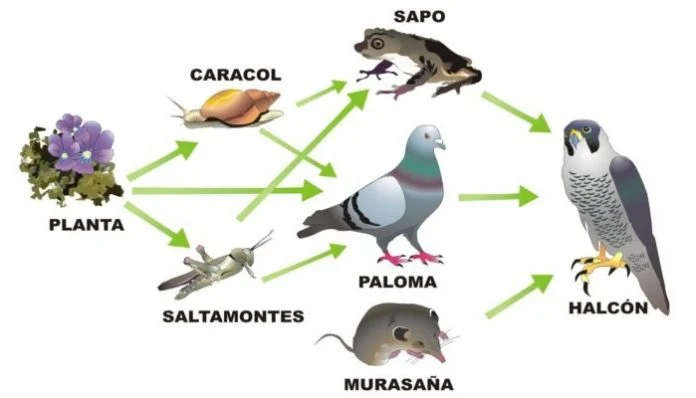 SAPO
CARACOL
PLANTA
PALOMA
SALTAMONTES
HALCÓN
MURASAÑA